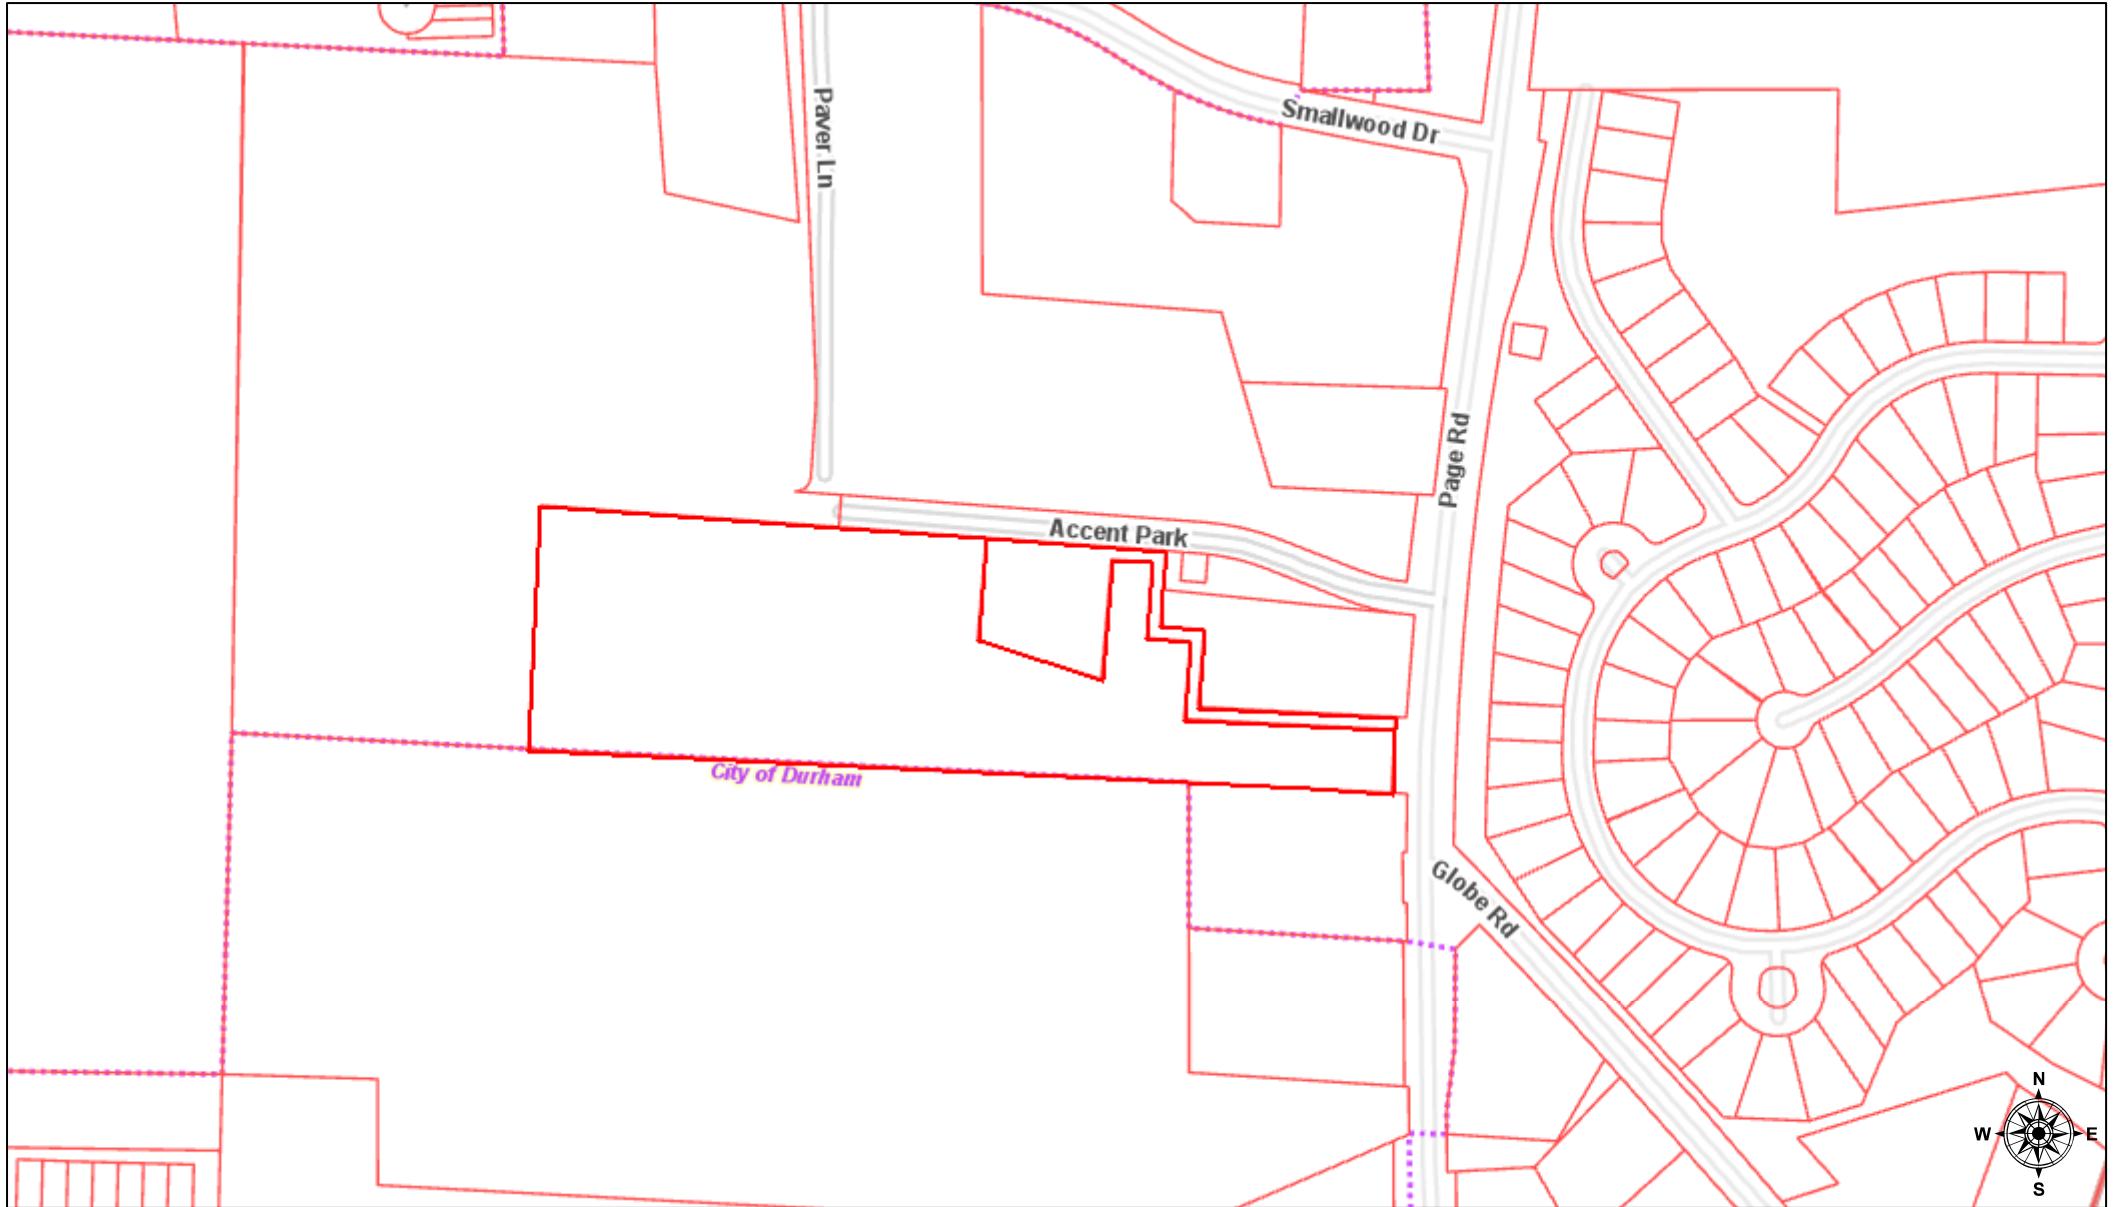 Paver Ln
Smallwood Dr
Page Rd
Accent Park
City of Durham
Globe Rd
N
W
E
S